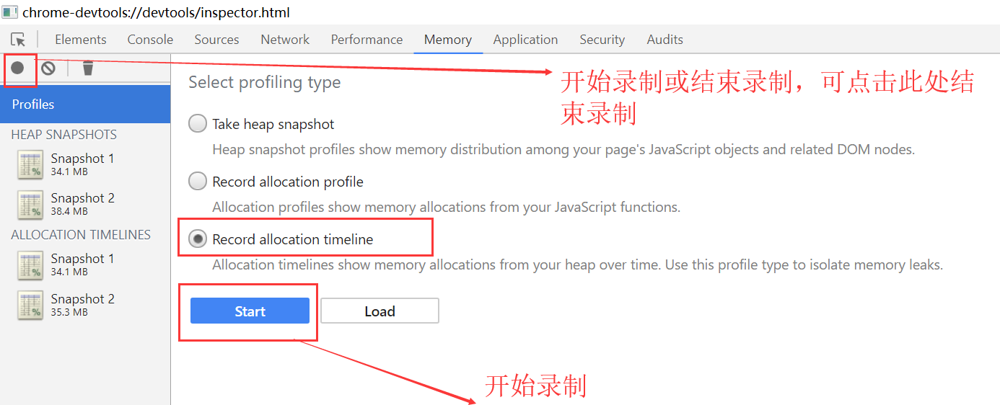 chrome-devtools://devtools/inspector.html
Elements Console Sources Network Performance Memory Application Security Audits
开始录制或结束录制，可点击此处结
束录制
Profiles
HEAP SNAPSHOTS
Snapshot 1
34.1 MB
Snapshot 2
38.4 MB
ALLOCATION TIMELINES
Snapshot 1
34.1 MB
Snapshot 2
35.3 MB
Select profiling type
Take heap snapshot
Heap snapshot profiles show memory distribution among your page's JavaScript objects and related DOM nodes.
Record allocation profile
Allocation profiles show memory allocations from your JavaScript functions.
Record allocation timeline
Allocation timelines show memory allocations from your heap over time. Use this profile type to isolate memory leaks.
Start Load
开始录制